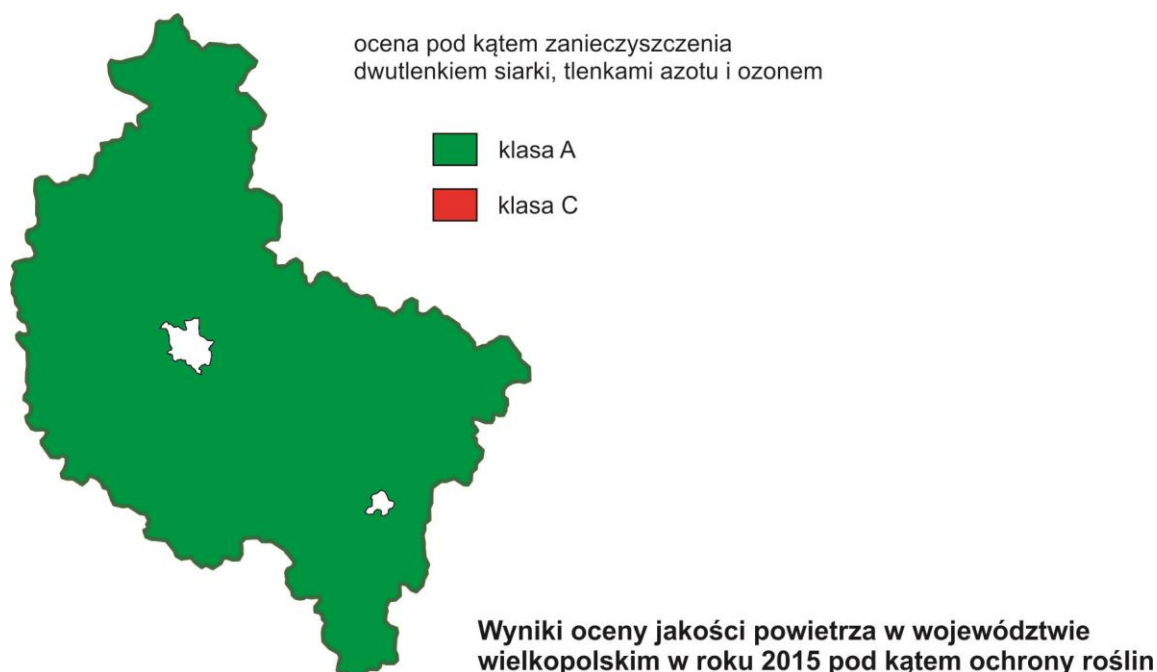 ocena pod kątem zanieczyszczenia
dwutlenkiem siarki, tlenkami azotu i ozonem
klasa A
klasa C
Wyniki oceny jakości powietrza w województwie
wielkopolskim w roku 2015 pod kątem ochrony roślin